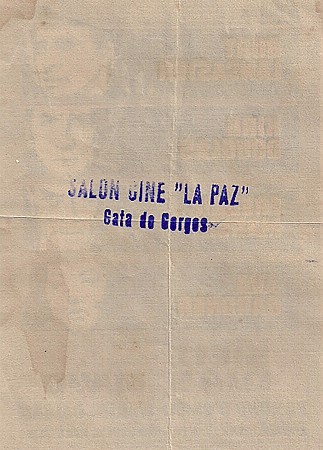 SALON CINE "LA PAZ"
Gata de Gorgos